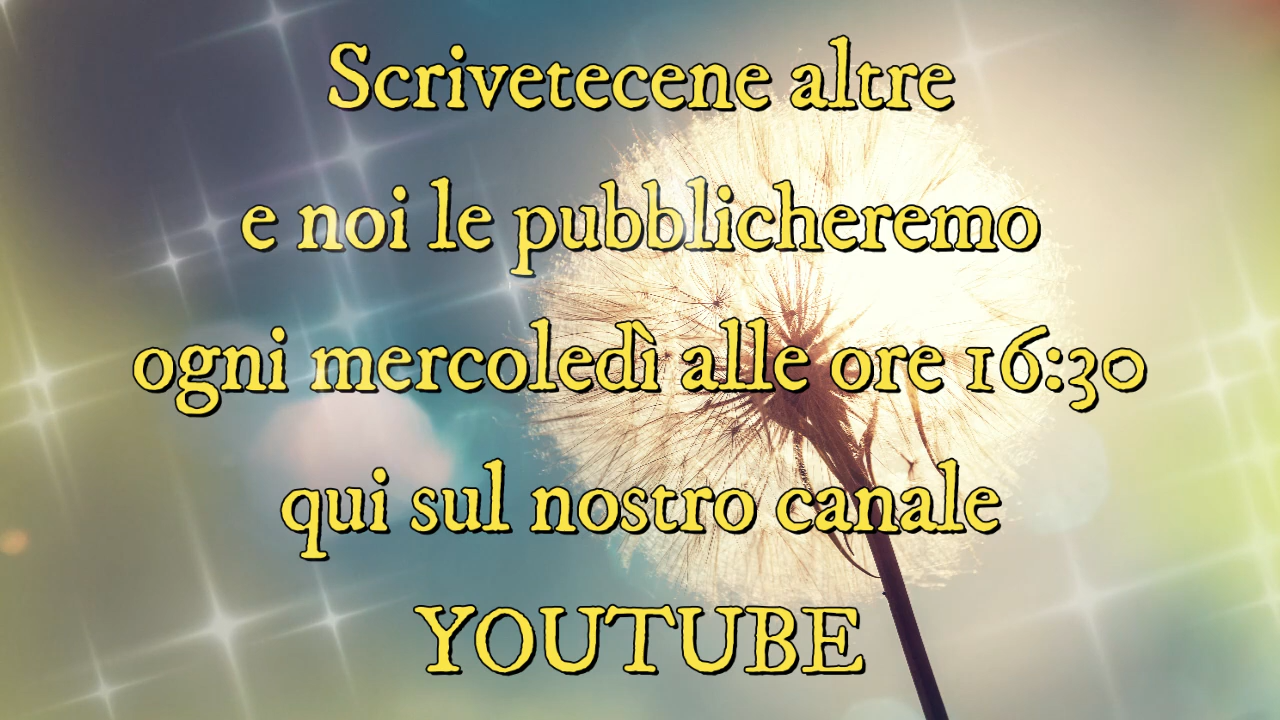 Scrivetecene altre
e noi le pubblicheremo
ogni mercoledì alle ore 16:30
qui sul nostro canale
YOUTUBE